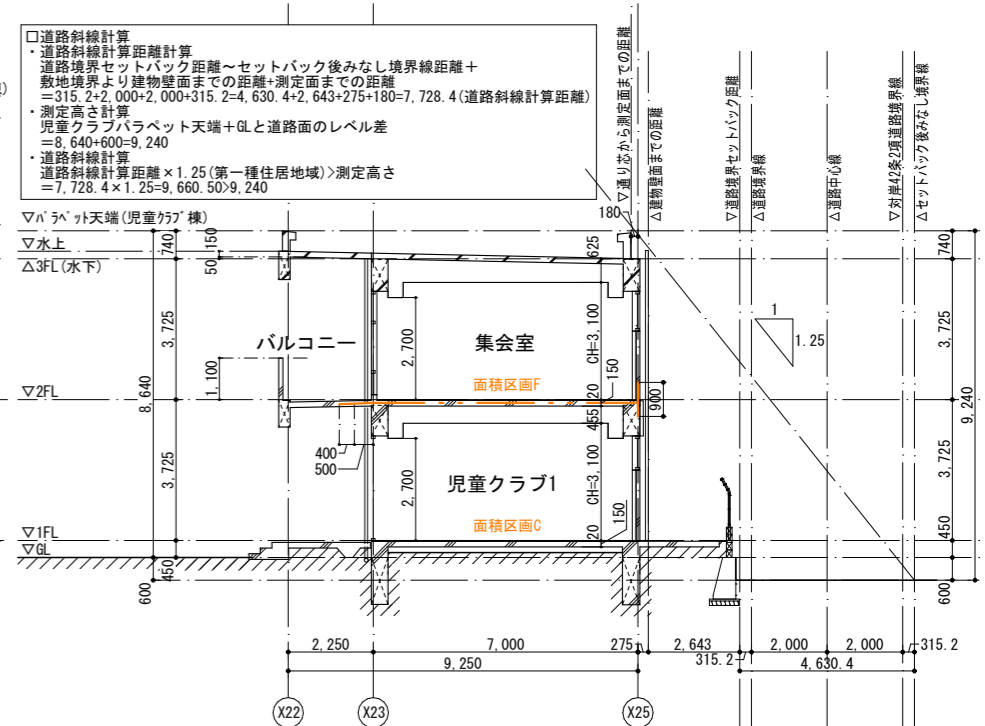 □道路斜線計算
・道路斜線計算距離計算
道路境界セットバック距離～セットバック後みなし境界線距離＋
敷地境界より建物壁面までの距離+測定面までの距離
=315.2+2,000+2,000+315.2=4,630.4+2,643+275+180=7,728.4(道路斜線計算距離)
・測定高さ計算
児童クラブパラペット天端＋GLと道路面のレベル差
=8,640+600=9,240
・道路斜線計算
道路斜線計算距離×1.25(第一種住居地域)>測定高さ
=7,728.4×1.25=9,660.50>9,240
▽通り芯から測定面までの距離
△建物壁面までの距離
▽道路境界セットバック距離
△道路境界線
△道路中心線
▽対岸42条2項道路境界線
△セットバック後みなし境界線
▽パラペット天端(児童クラブ棟)
▽水上
△3FL(水下)
▽2FL
▽1FL
▽GL
180
150
50
740
625
740
3,725
8,640
3,725
450
600
1,100
バルコニー
集会室
面積区画F
2,700
CH=3,100
150
20
455
900
400
500
児童クラブ1
面積区画C
2,700
CH=3,100
150
20
1
1.25
3,725
9,240
3,725
450
600
2,250
7,000
275
2,643
315.2
2,000
2,000
315.2
9,250
4,630.4
X22
X23
X25